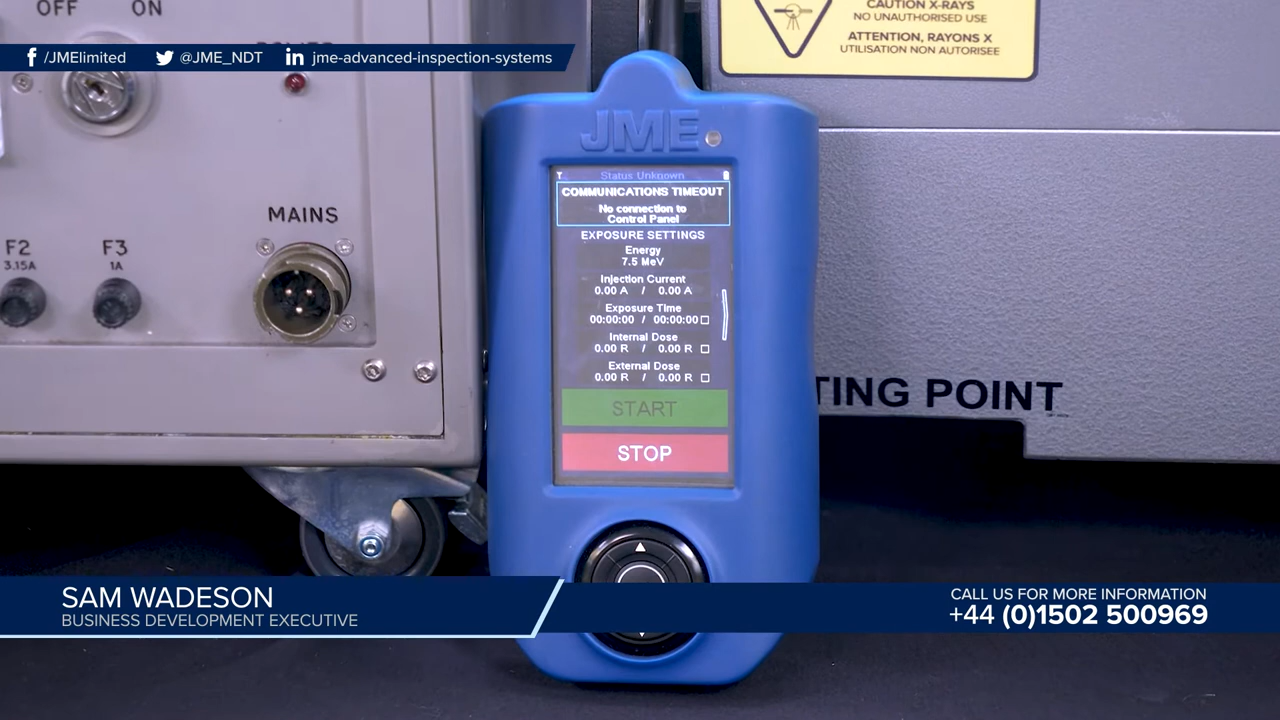 OFF ON
CAUTION X-RAYS
NO UNAUTHORISED USE
ATTENTION, RAYONS X
UTILISATION NON AUTORISEE
/JMElimited @JME_NDT jme-advanced-inspection-systems
JME
Status Unknown
COMMUNICATIONS TIMEOUT
No connection to
Control Panel
EXPOSURE SETTINGS
Energy
7.5 MeV
Injection Current
0.00 A / 0.00 A
Exposure Time
00:00:00 / 00:00:00
Internal Dose
0.00 R / 0.00 R
External Dose
0.00 R / 0.00 R
START
STOP
MAINS
F2 F3
3.15A 1A
TING POINT
SAM WADESON
BUSINESS DEVELOPMENT EXECUTIVE
CALL US FOR MORE INFORMATION
+44 (0)1502 500969